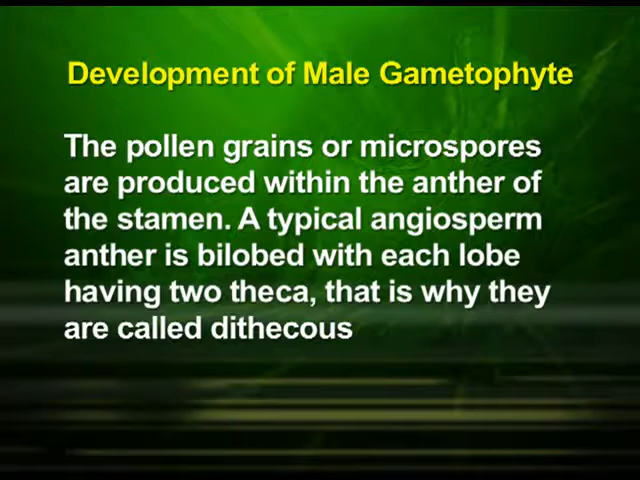 Development of Male Gametophyte
The pollen grains or microspores
are produced within the anther of
the stamen. A typical angiosperm
anther is bilobed with each lobe
having two theca, that is why they
are called dithecous